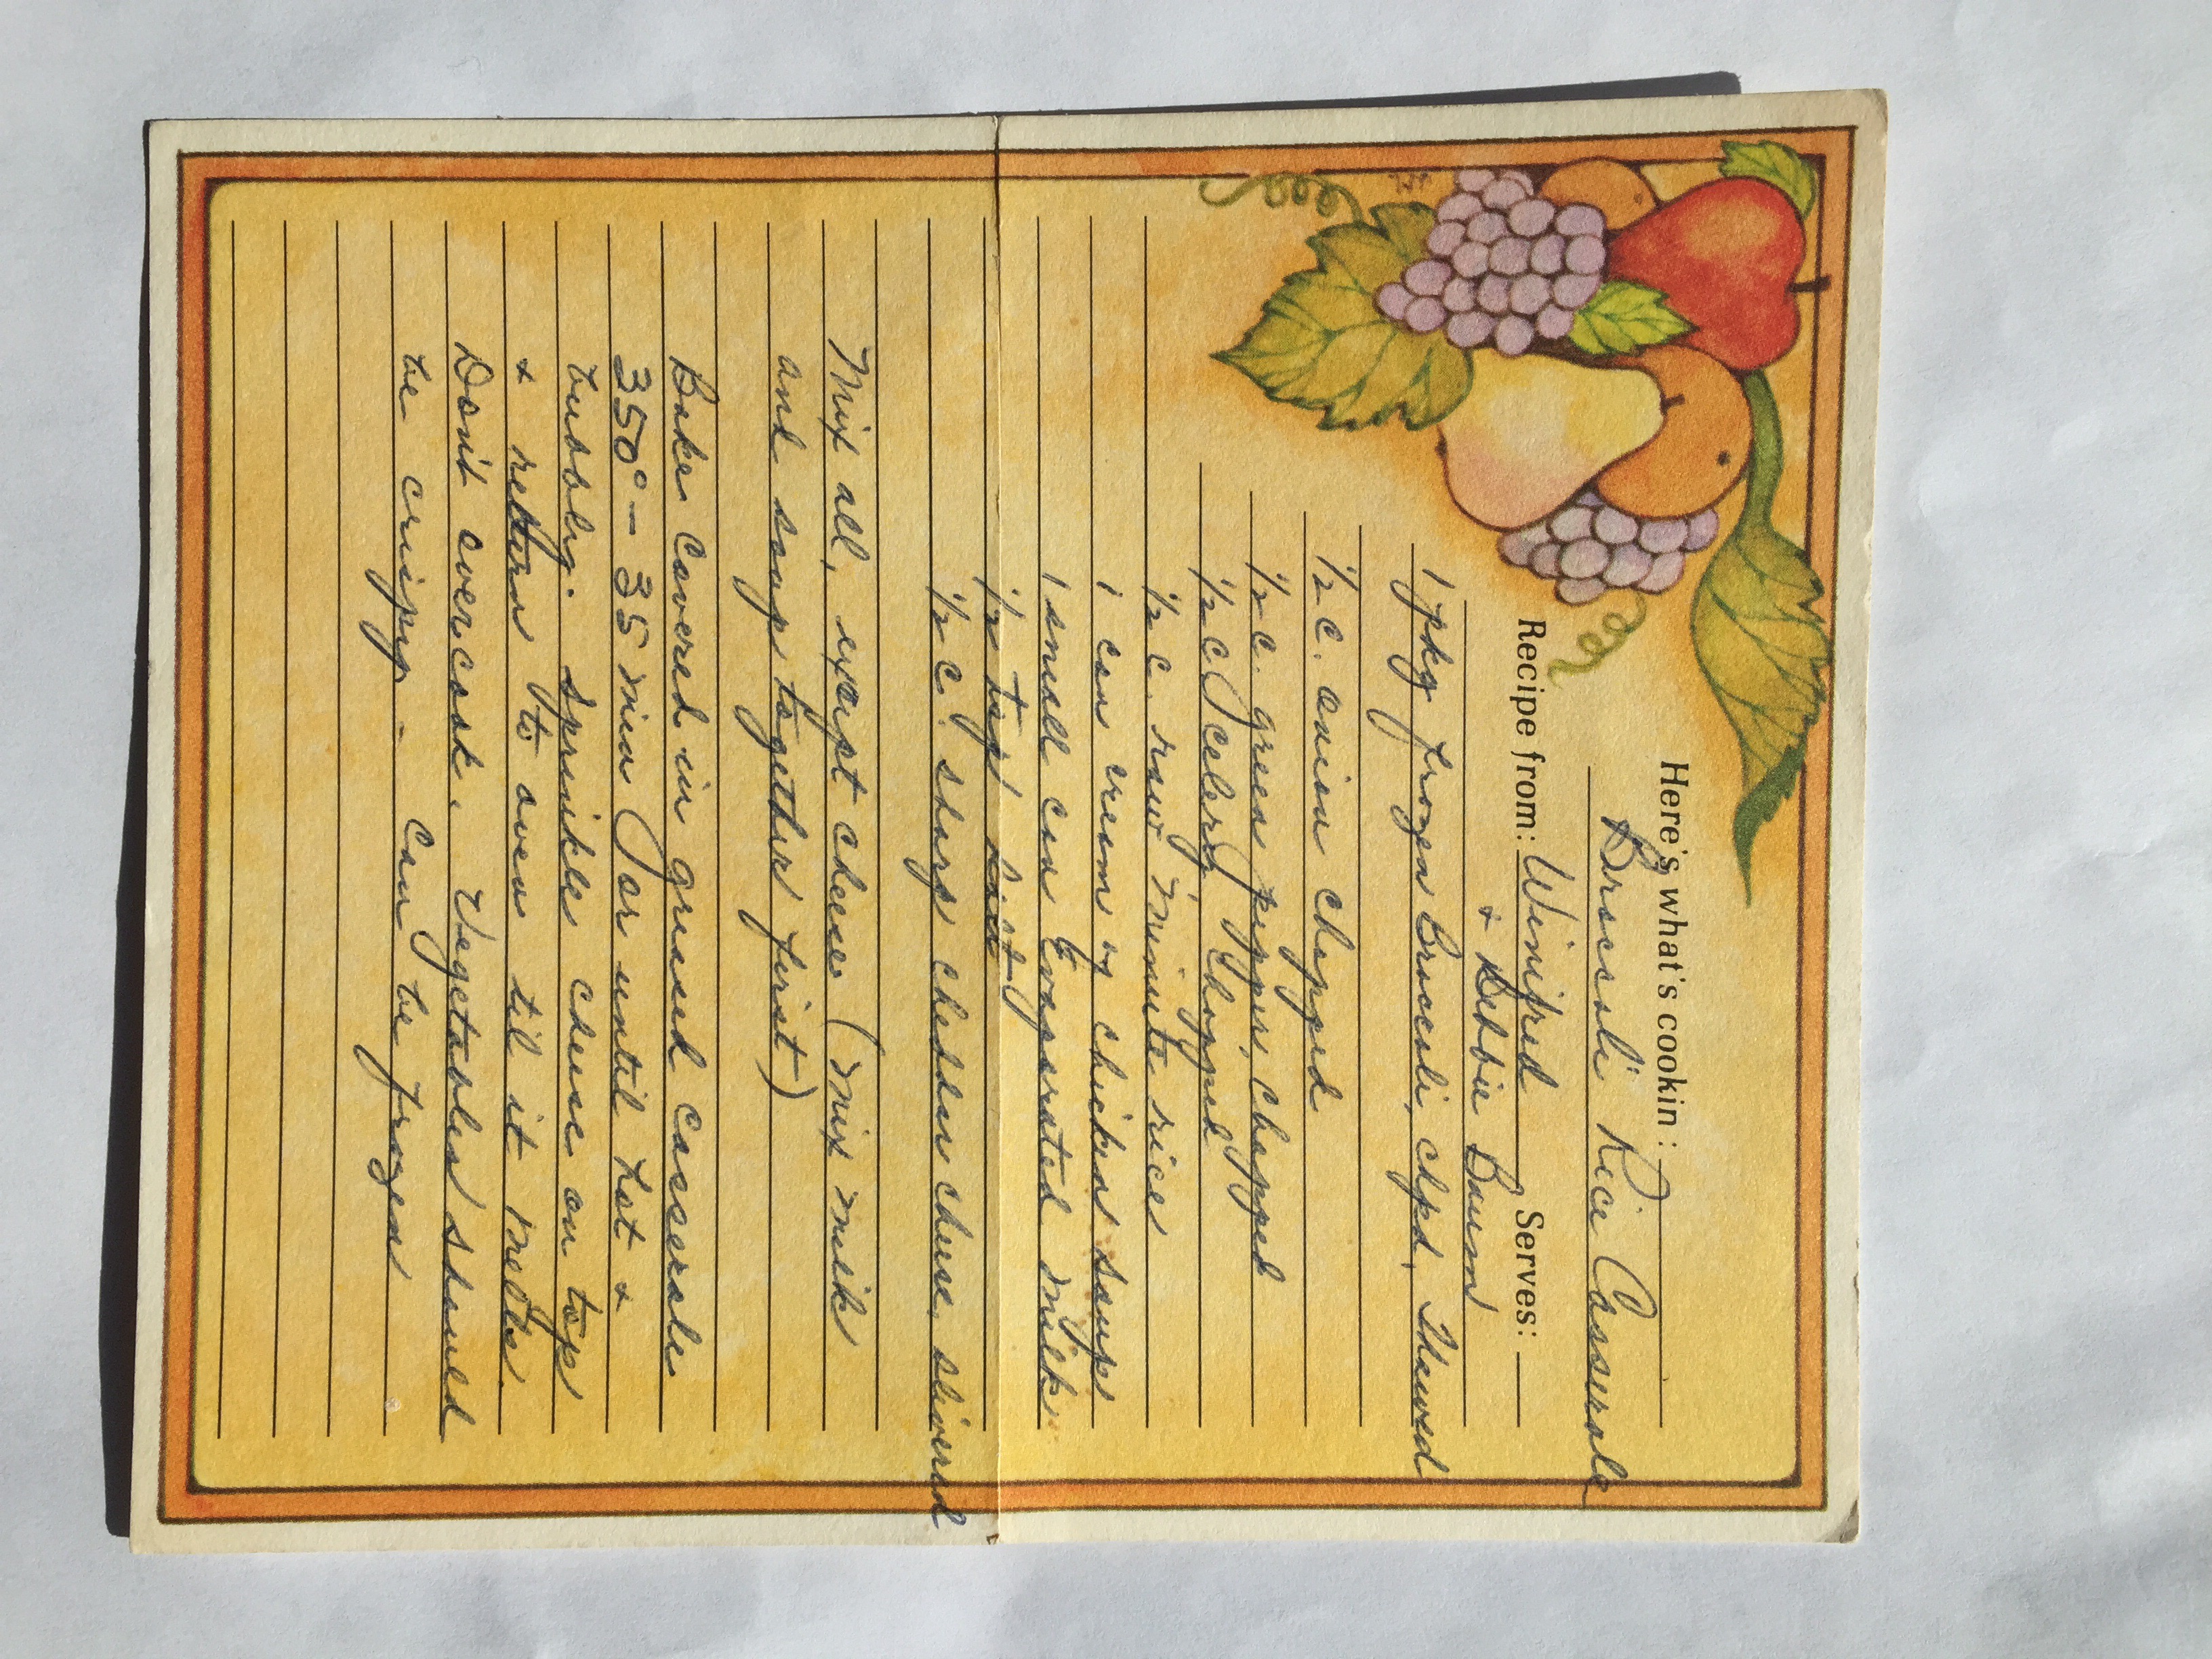 Here's what's cookin:
Broccoli Rice Casserole
Recipe from: Winifred Serves:
+ Debbie Baum
1 pkg frozen Broccoli, chpd, thawed
1/2 c. onion chopped
1/2 c. green pepper, chopped
1/2 c celery, chopped
1/2 c. raw minute rice
1 can cream of chicken soup
1 small can Evaporated milk
1/2 tsp salt
1/2 c. sharp cheddar cheese, slivered
Mix all, except cheese (mix milk
and soup together first)
Bake Covered in greased casserole
350° - 35 min or until hot +
bubbly. Sprinkle cheese on top
+ return to oven til it melts.
Don't overcook. Vegetables should
be crispy - Can be frozen